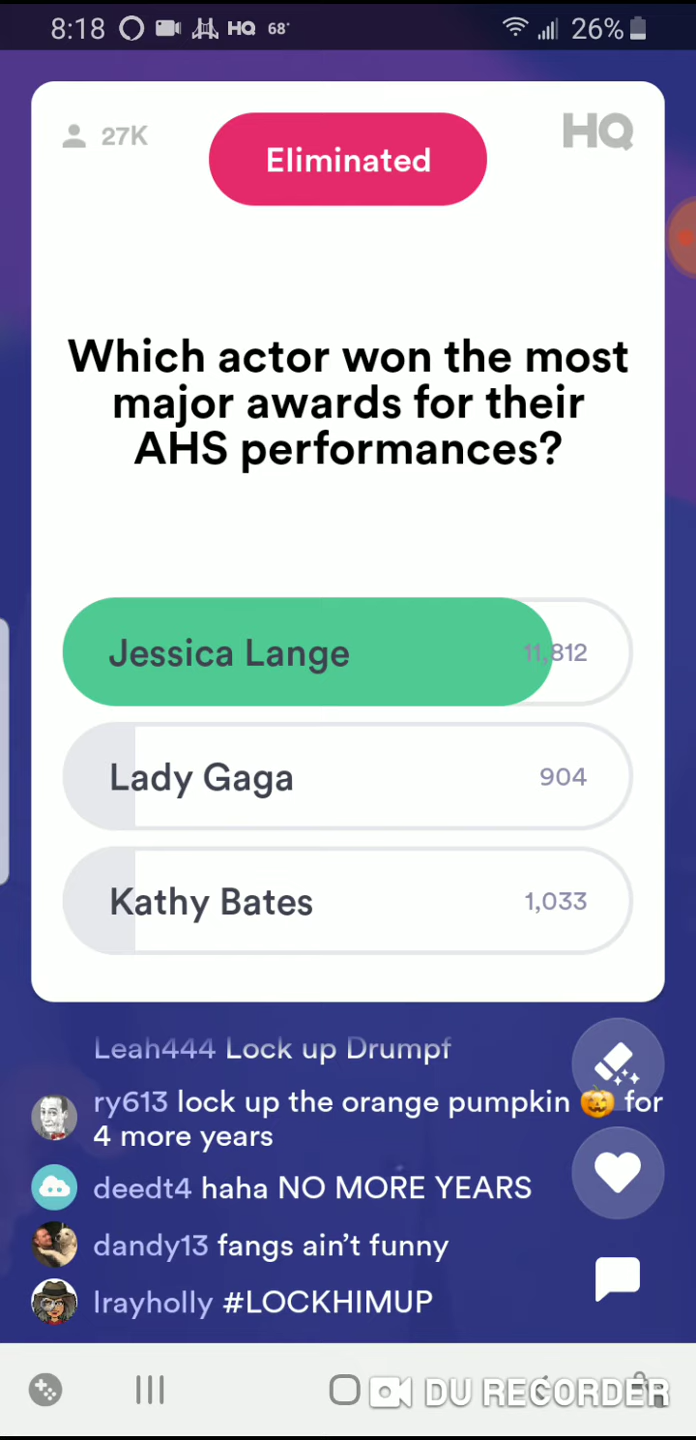 8:18 HQ 68° 26%
27K Eliminated HQ
Which actor won the most
major awards for their
AHS performances?
Jessica Lange 11,812
Lady Gaga 904
Kathy Bates 1,033
Leah444 Lock up Drumpf
ry613 lock up the orange pumpkin 🎃 for
4 more years
deedt4 haha NO MORE YEARS
dandy13 fangs ain't funny
lrayholly #LOCKHIMUP
DU RECORDER